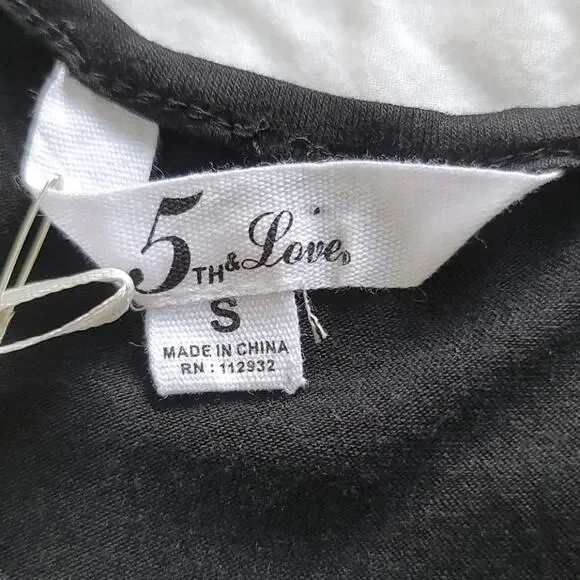 5TH & Love
S
MADE IN CHINA
RN : 112932